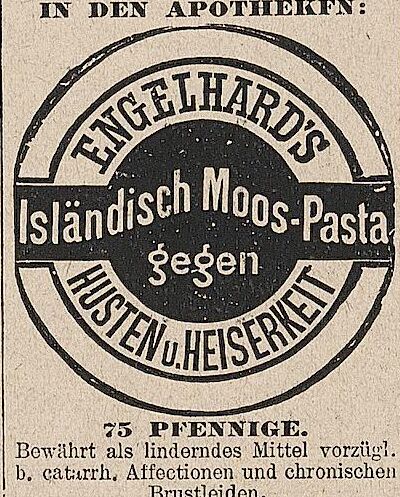 IN DEN APOTHEKEN:
ENGELHARD'S
Isländisch Moos-Pasta
gegen
HUSTEN u. HEISERKEIT
75 PFENNIGE.
Bewährt als linderndes Mittel vorzügl.
b. catarrh. Affectionen und chronischen
Brustleiden.